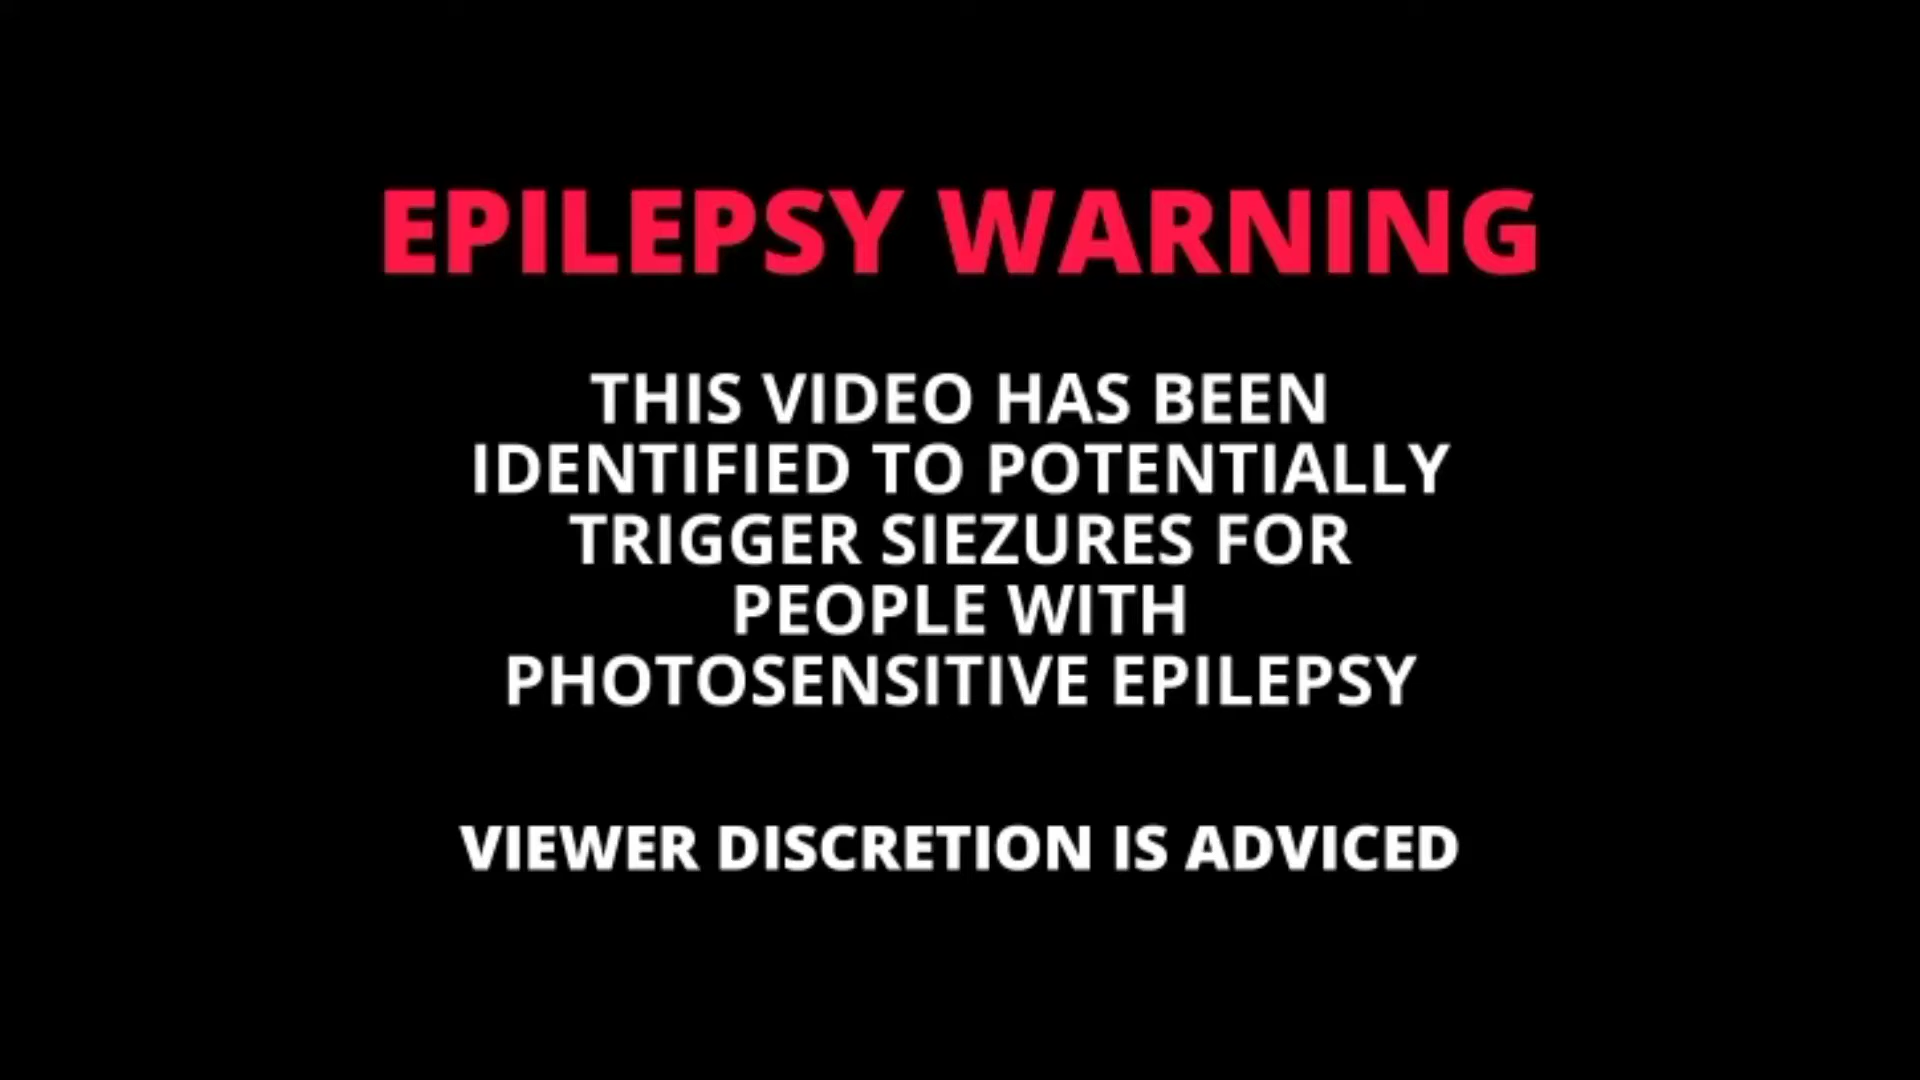 EPILEPSY WARNING
THIS VIDEO HAS BEEN
IDENTIFIED TO POTENTIALLY
TRIGGER SIEZURES FOR
PEOPLE WITH
PHOTOSENSITIVE EPILEPSY
VIEWER DISCRETION IS ADVICED